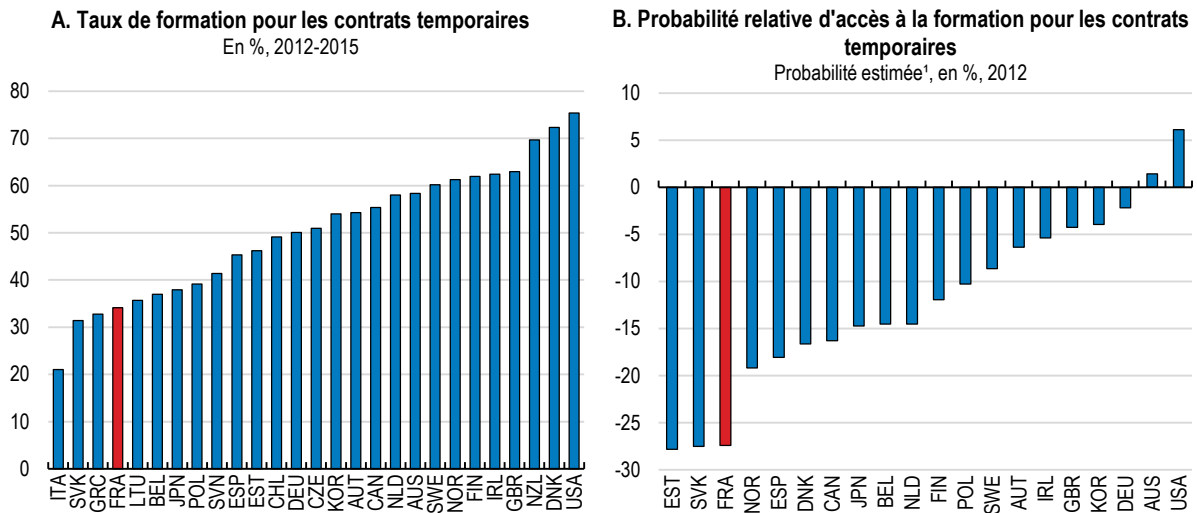 A. Taux de formation pour les contrats temporaires
En %, 2012-2015
80
70
60
50
40
30
20
10
0
ITA SVK GRC FRA LTU BEL JPN POL SVN ESP EST CHL DEU CZE KOR AUT CAN NLD AUS SWE NOR FIN IRL GBR NZL DNK USA
B. Probabilité relative d'accès à la formation pour les contrats
temporaires
Probabilité estimée¹, en %, 2012
10
5
0
-5
-10
-15
-20
-25
-30
EST SVK FRA NOR ESP DNK CAN JPN BEL NLD FIN POL SWE AUT IRL GBR KOR DEU AUS USA